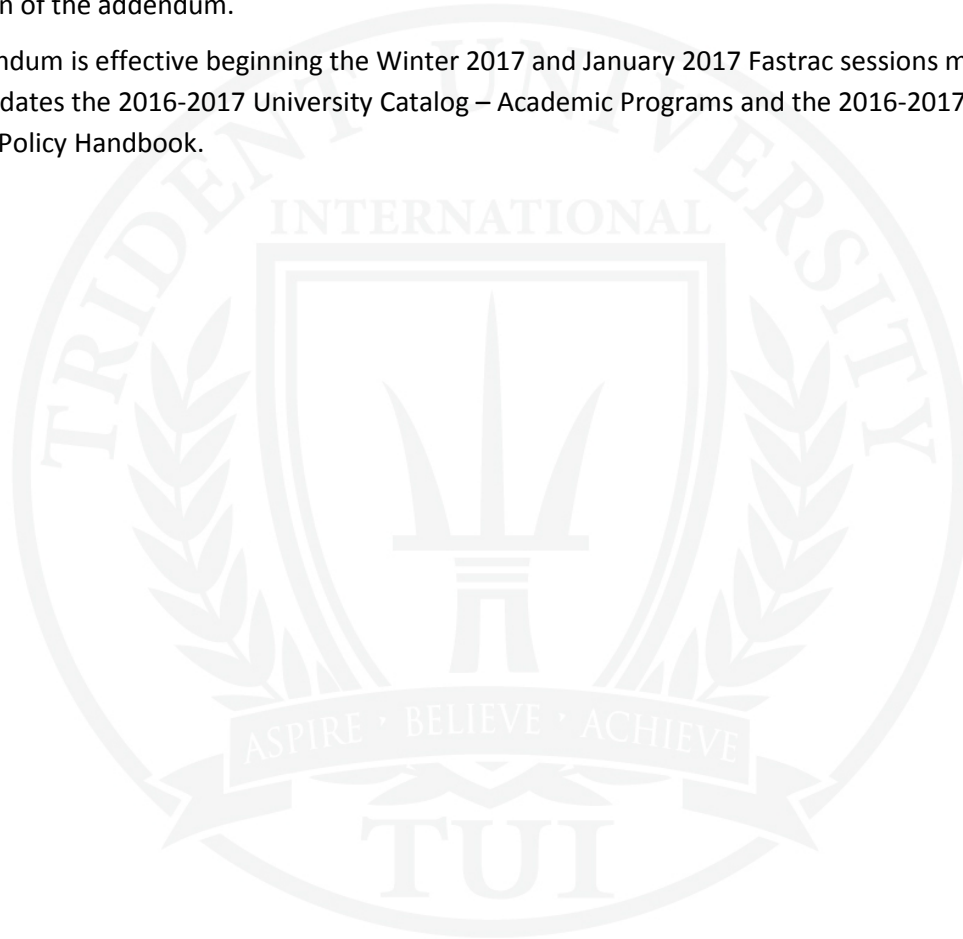 n of the addendum.
ndum is effective beginning the Winter 2017 and January 2017 Fastrac sessions m
dates the 2016-2017 University Catalog – Academic Programs and the 2016-2017
Policy Handbook.
TRIDENT UNIVERSITY
INTERNATIONAL
ASPIRE · BELIEVE · ACHIEVE
TUI